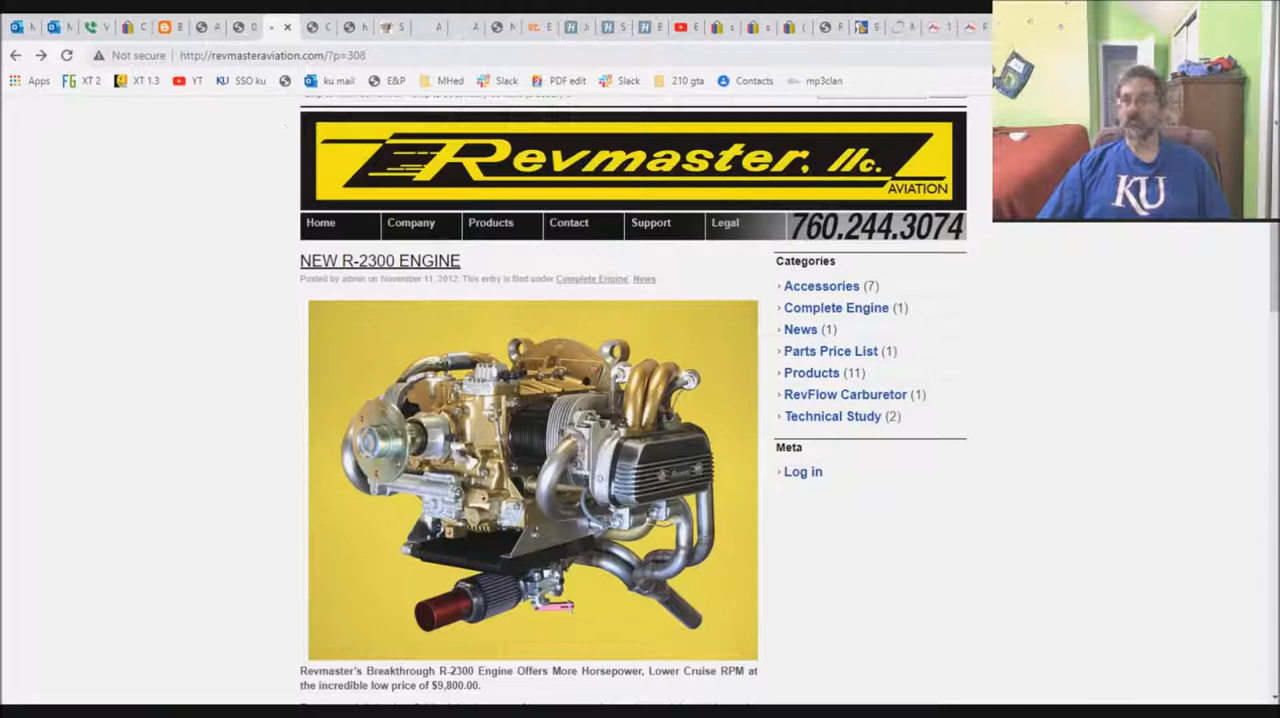 Not secure http://revmasteraviation.com/?p=308
Apps XT 2 XT 1.3 YT KU SSO ku ku mail E&P MHed Slack PDF edit Slack 210 gta Contacts mp3clan
Revmaster, llc.
AVIATION
Home Company Products Contact Support Legal 760.244.3074
NEW R-2300 ENGINE
Posted by admin on November 11, 2012. This entry is filed under Complete Engine, News
Categories
Accessories (7)
Complete Engine (1)
News (1)
Parts Price List (1)
Products (11)
RevFlow Carburetor (1)
Technical Study (2)
Meta
Log in
KU
Revmaster's Breakthrough R-2300 Engine Offers More Horsepower, Lower Cruise RPM at
the incredible low price of $9,800.00.